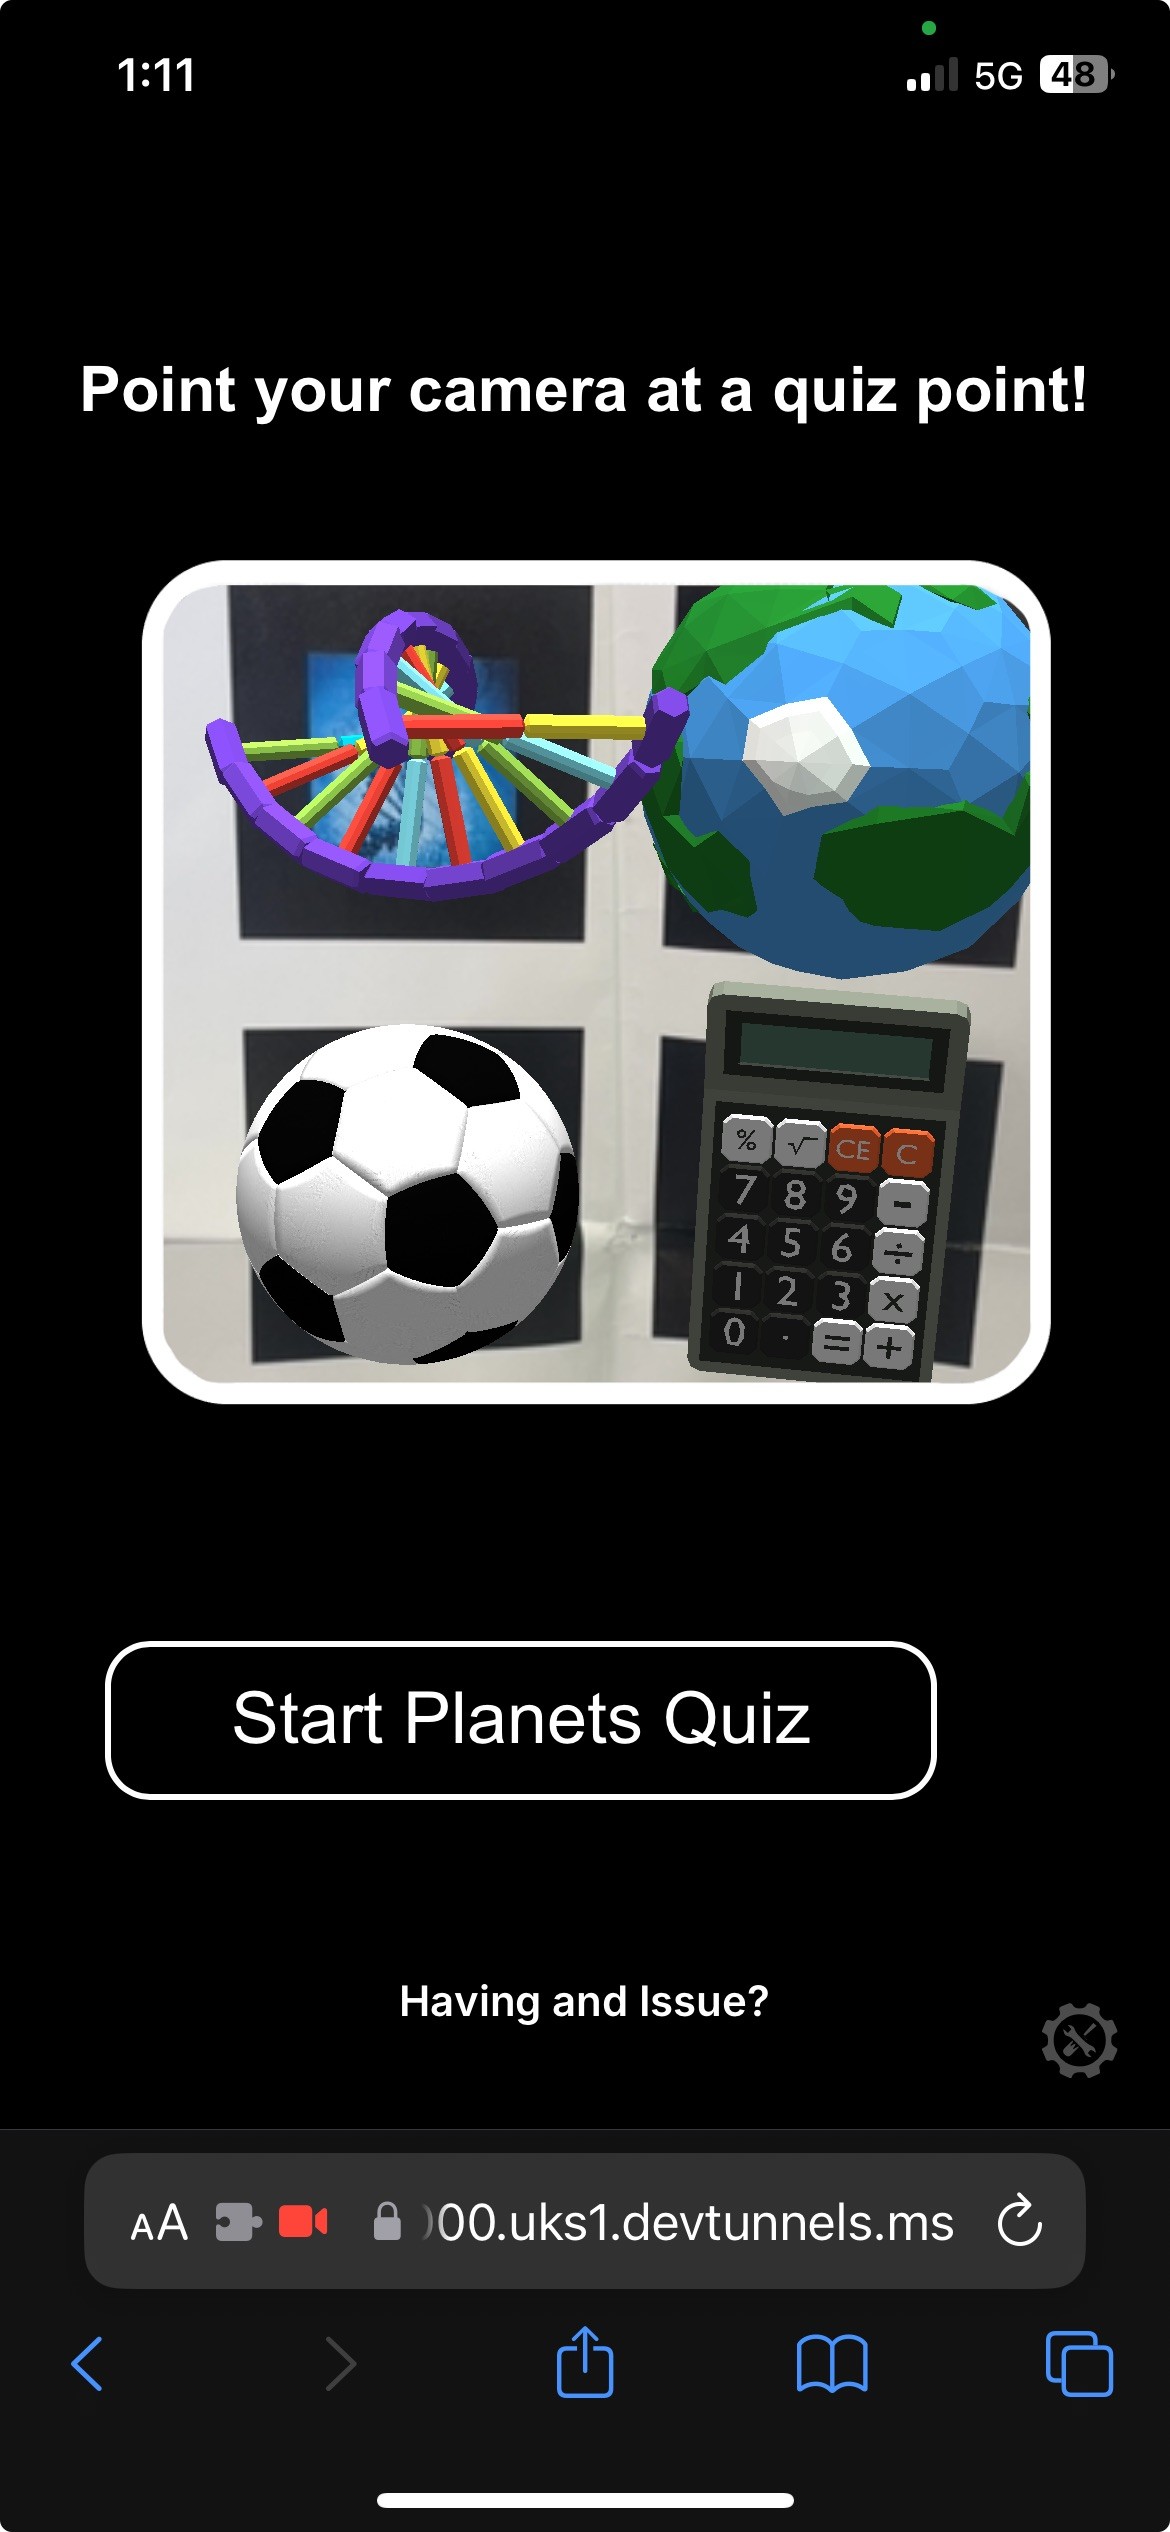 1:11
5G 48
Point your camera at a quiz point!
% √ CE C
7 8 9 -
4 5 6 ÷
1 2 3 x
0 . = +
Start Planets Quiz
Having and Issue?
AA 00.uks1.devtunnels.ms